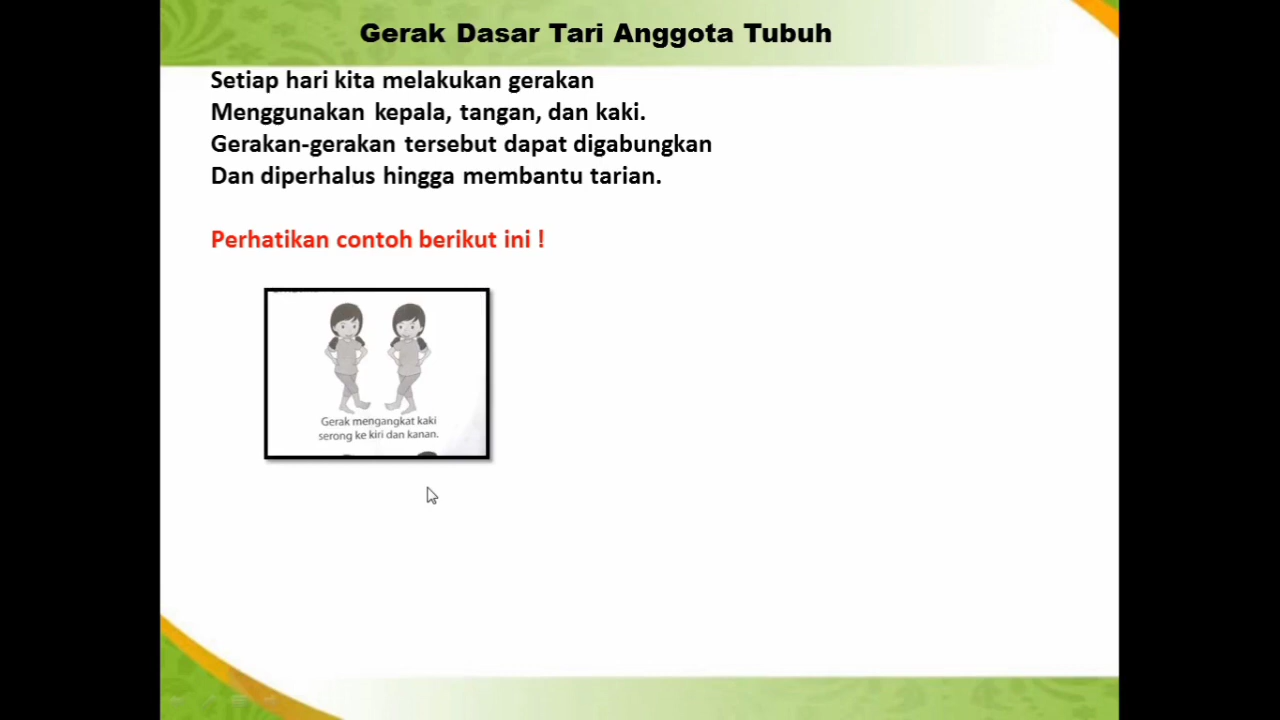 Gerak Dasar Tari Anggota Tubuh
Setiap hari kita melakukan gerakan
Menggunakan kepala, tangan, dan kaki.
Gerakan-gerakan tersebut dapat digabungkan
Dan diperhalus hingga membantu tarian.
Perhatikan contoh berikut ini !
Gerak mengangkat kaki
serong ke kiri dan kanan.